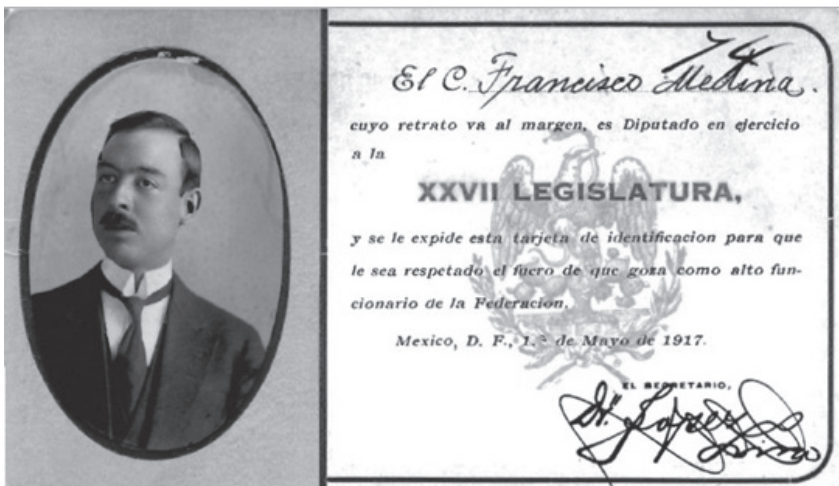 El C. Francisco Medina.
cuyo retrato va al margen, es Diputado en ejercicio
a la
XXVII LEGISLATURA,
y se le expide esta tarjeta de identificacion para que
le sea respetado el fuero de que goza como alto fun-
cionario de la Federacion.
Mexico, D. F., 1.º de Mayo de 1917.
EL SECRETARIO,
Dr. Lopez